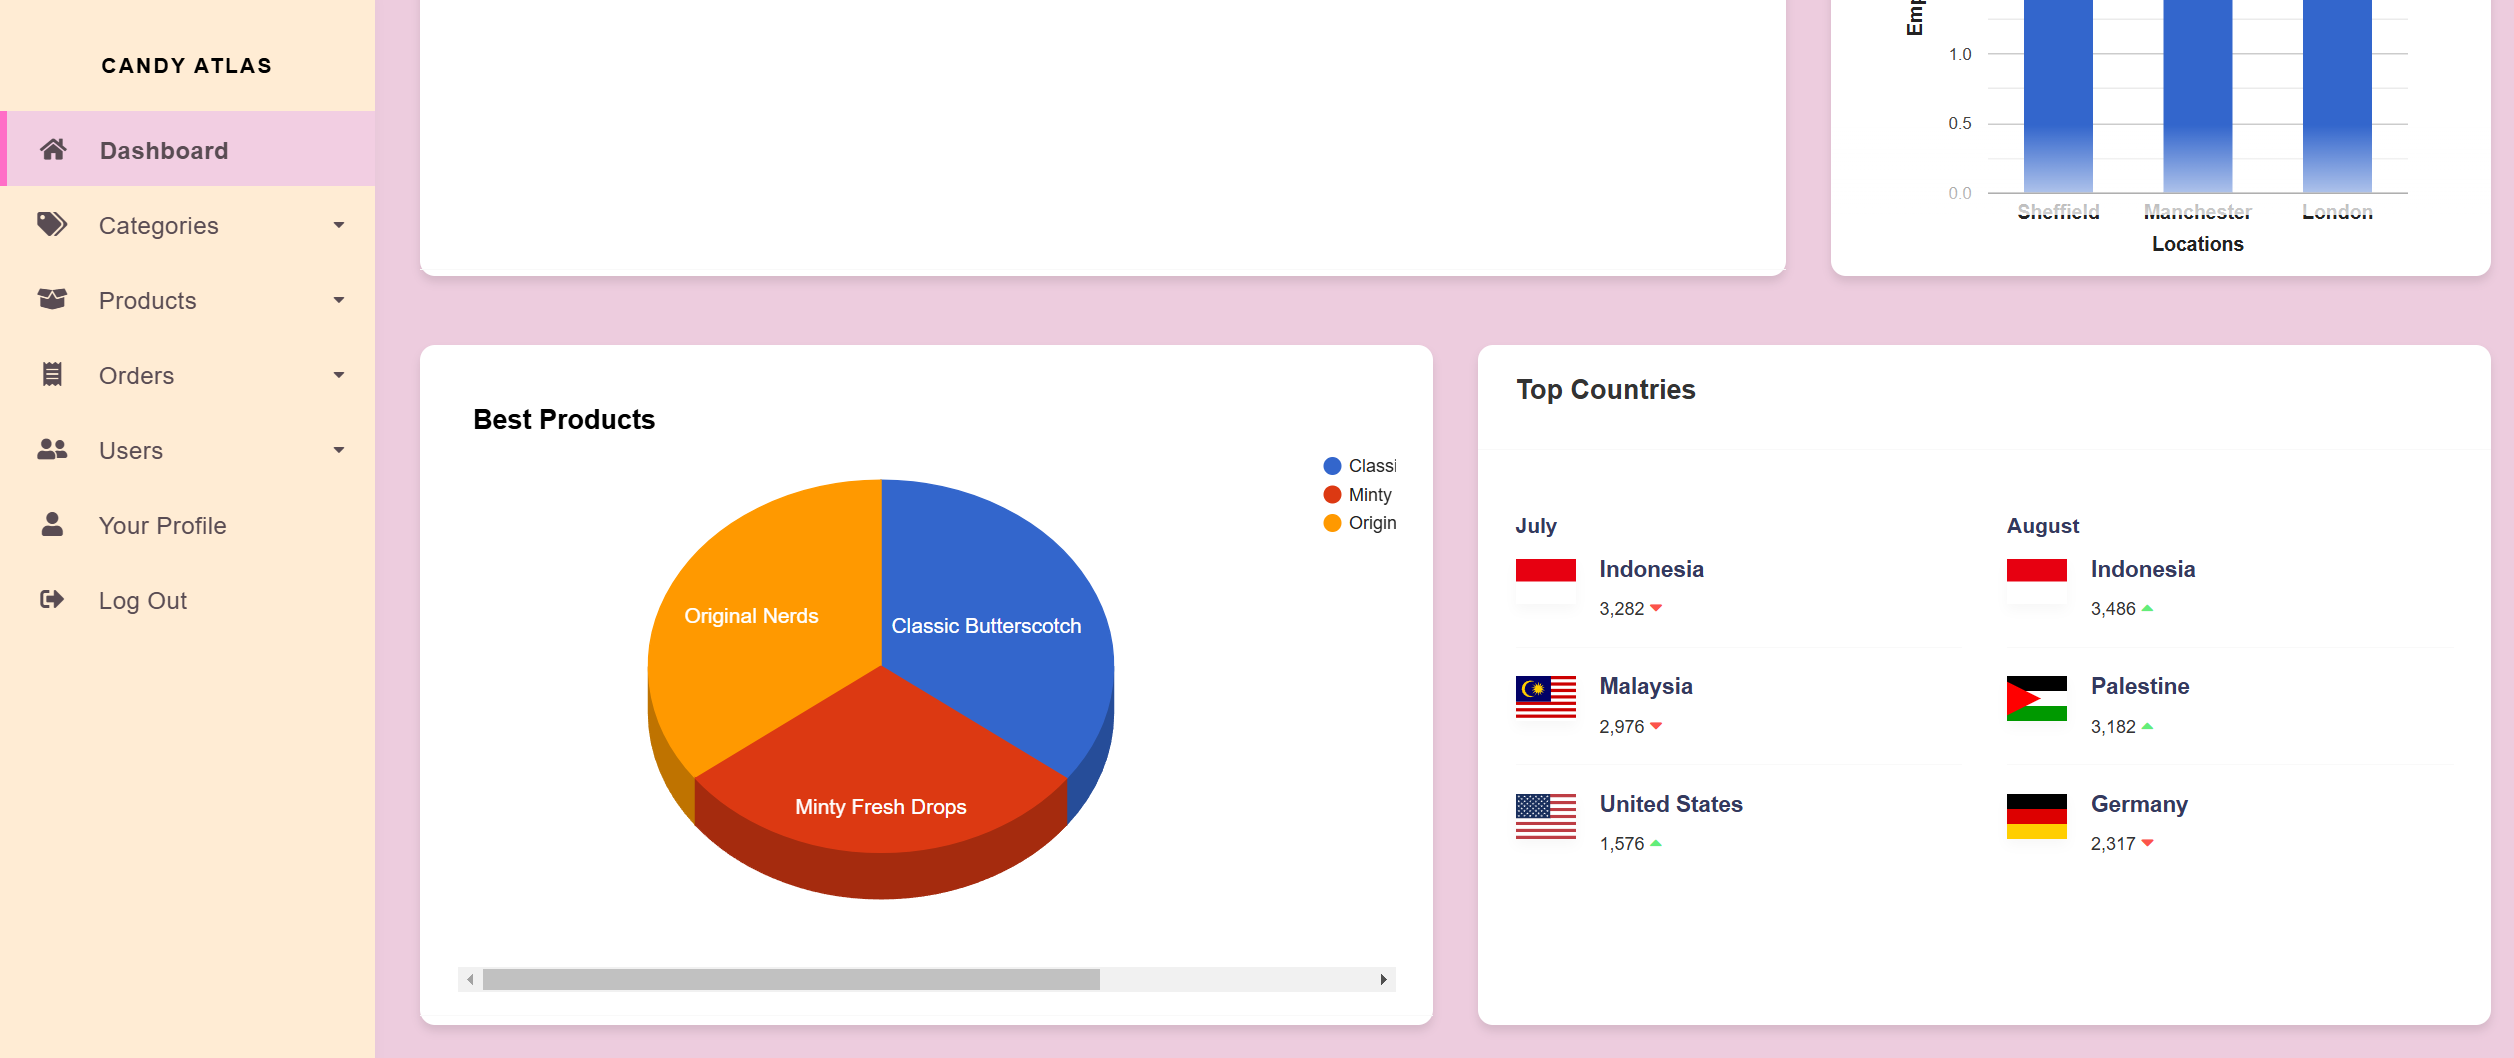 CANDY ATLAS
Dashboard
Categories
Products
Orders
Users
Your Profile
Log Out
Emp
1.0
0.5
0.0
Sheffield Manchester London
Locations
Best Products
Classi
Minty
Origin
Original Nerds
Classic Butterscotch
Minty Fresh Drops
Top Countries
July
Indonesia
3,282
Malaysia
2,976
United States
1,576
August
Indonesia
3,486
Palestine
3,182
Germany
2,317